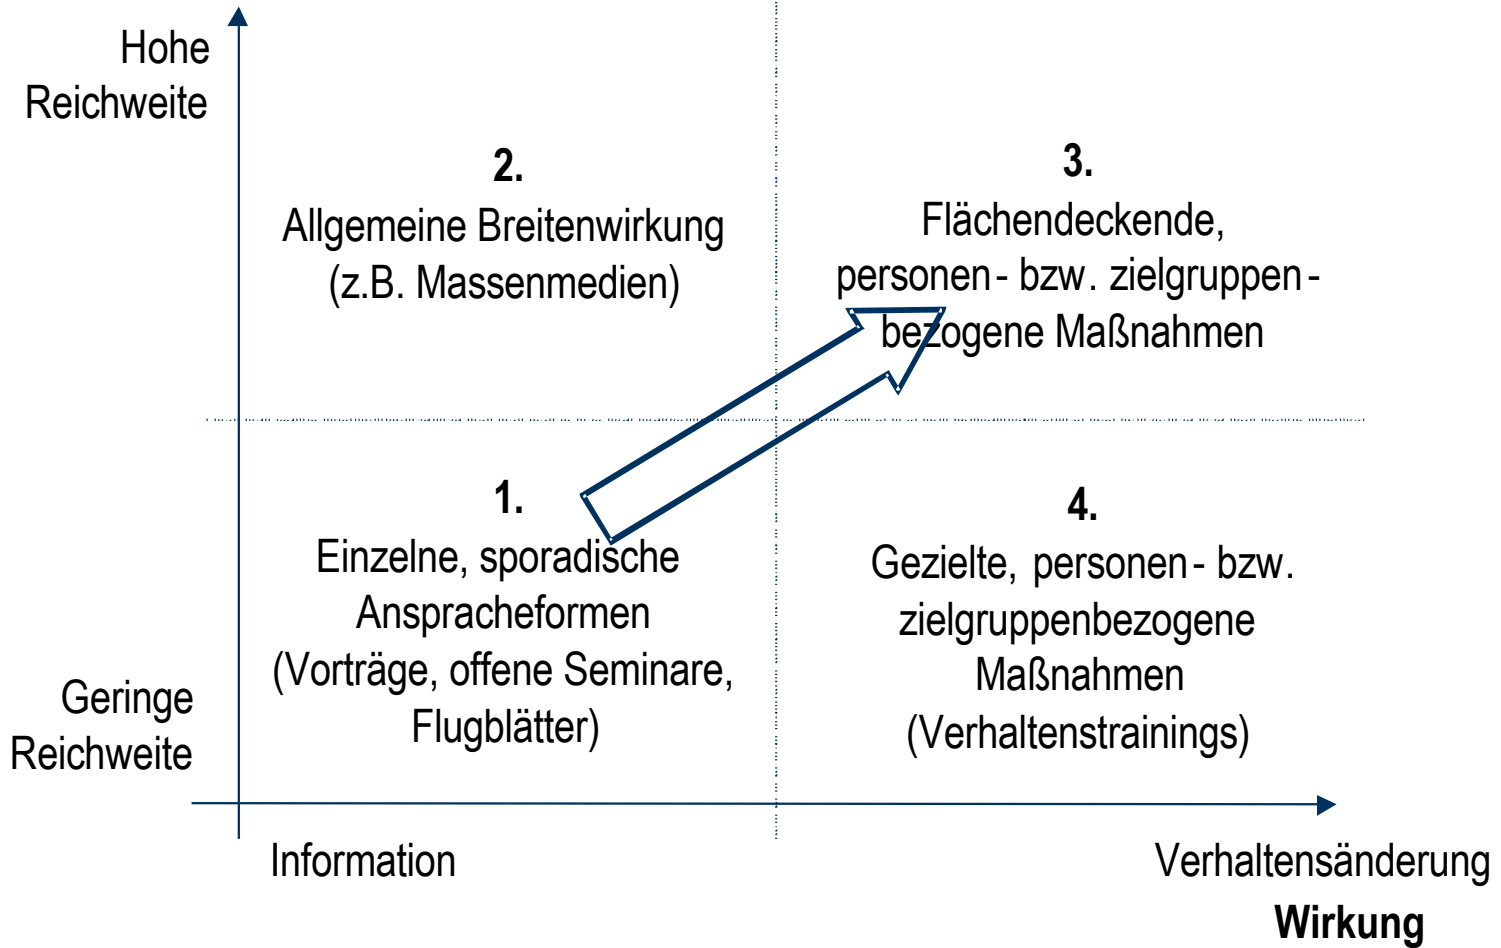 Hohe
Reichweite
2.
Allgemeine Breitenwirkung
(z.B. Massenmedien)
3.
Flächendeckende,
personen- bzw. zielgruppen-
bezogene Maßnahmen
1.
Einzelne, sporadische
Anspracheformen
(Vorträge, offene Seminare,
Flugblätter)
4.
Gezielte, personen- bzw.
zielgruppenbezogene
Maßnahmen
(Verhaltenstrainings)
Geringe
Reichweite
Information
Verhaltensänderung
Wirkung